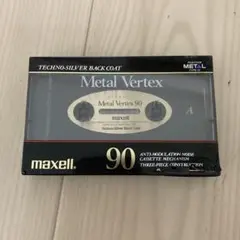 TECHNO-SILVER BACK COAT
METAL
Metal Vertex
Metal Vertex 90
maxell
A
maxell
90
ANTI-MODULATION NOISE
CASSETTE MECHANISM
THREE-PIECE CONSTRUCTION